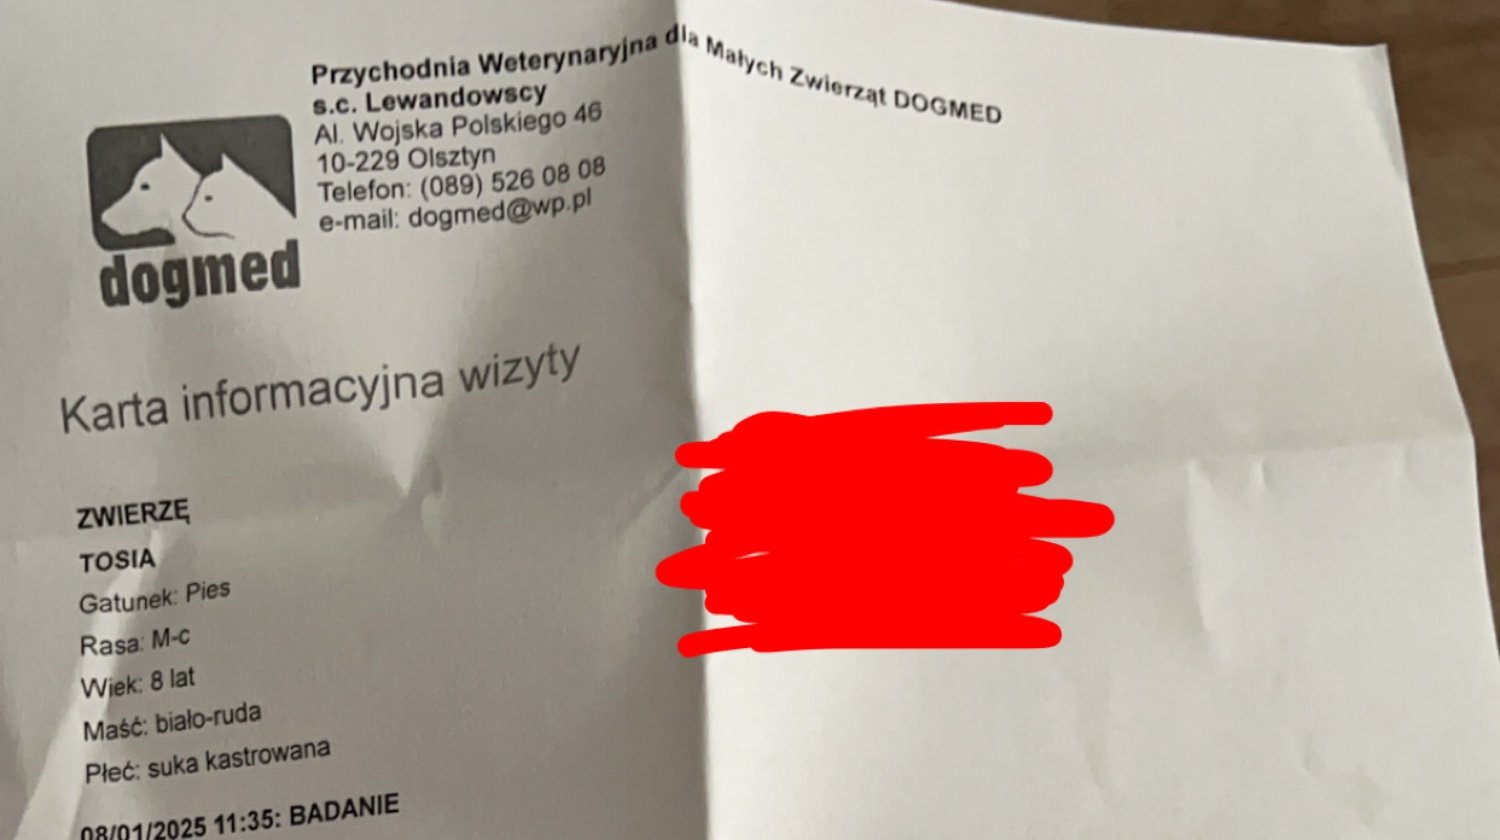 Przychodnia Weterynaryjna dla Małych Zwierząt DOGMED
s.c. Lewandowscy
Al. Wojska Polskiego 46
10-229 Olsztyn
Telefon: (089) 526 08 08
e-mail: dogmed@wp.pl
dogmed
Karta informacyjna wizyty
ZWIERZĘ
TOSIA
Gatunek: Pies
Rasa: M-c
Wiek: 8 lat
Maść: biało-ruda
Płeć: suka kastrowana
08/01/2025 11:35: BADANIE